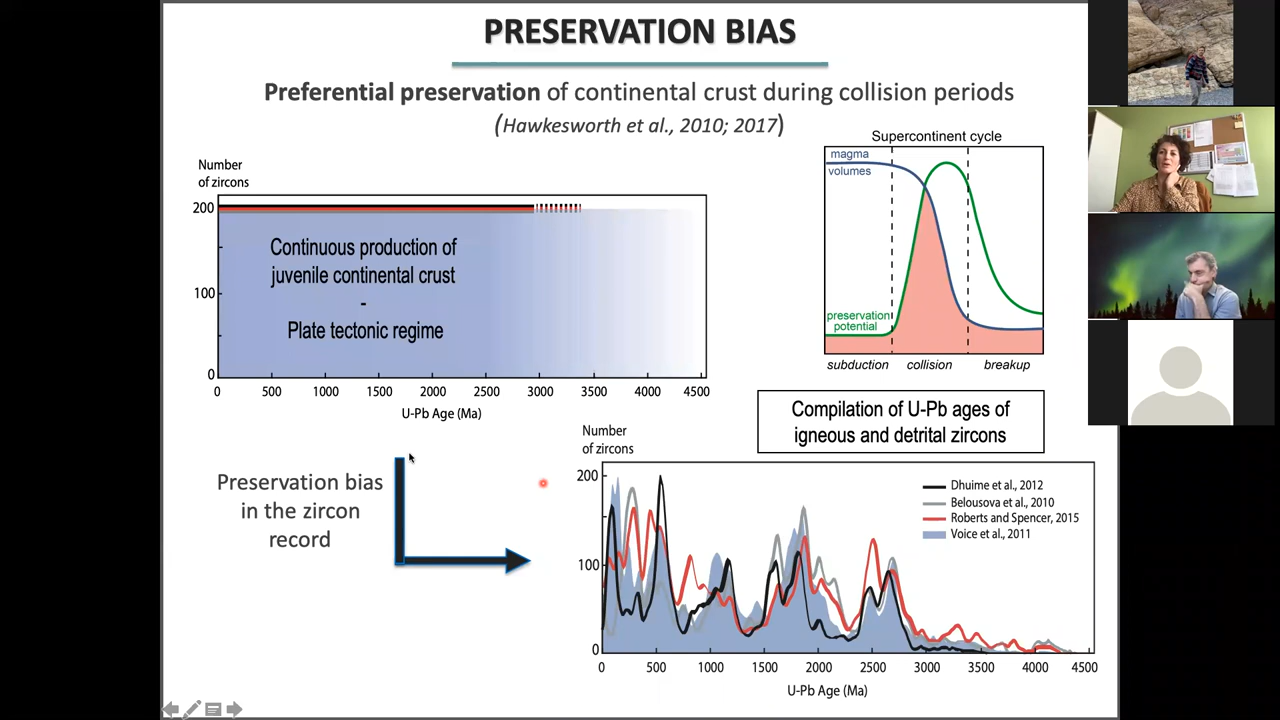 PRESERVATION BIAS
Preferential preservation of continental crust during collision periods
(Hawkesworth et al., 2010; 2017)
Number
of zircons
200
100
0
Continuous production of
juvenile continental crust
-
Plate tectonic regime
0 500 1000 1500 2000 2500 3000 3500 4000 4500
U-Pb Age (Ma)
Supercontinent cycle
magma
volumes
preservation
potential
subduction collision breakup
Compilation of U-Pb ages of
igneous and detrital zircons
Preservation bias
in the zircon
record
Number
of zircons
200
100
0
Dhuime et al., 2012
Belousova et al., 2010
Roberts and Spencer, 2015
Voice et al., 2011
0 500 1000 1500 2000 2500 3000 3500 4000 4500
U-Pb Age (Ma)